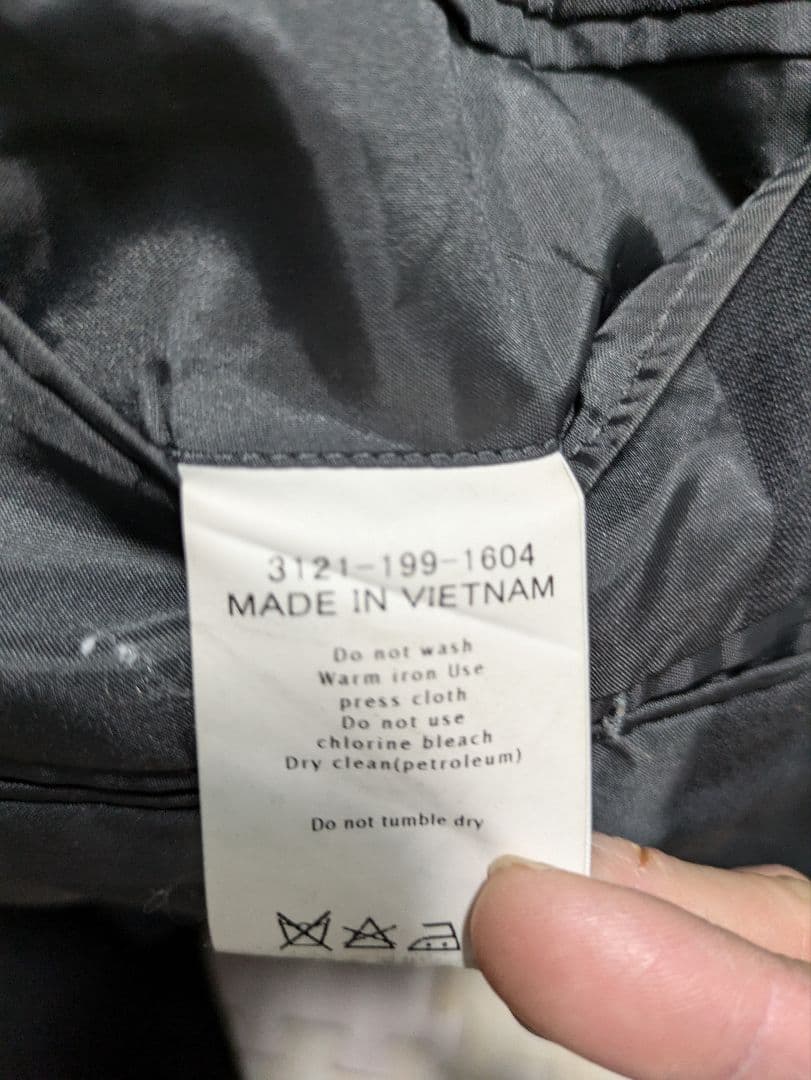 3121-199-1604
MADE IN VIETNAM
Do not wash
Warm iron Use
press cloth
Do not use
chlorine bleach
Dry clean(petroleum)
Do not tumble dry